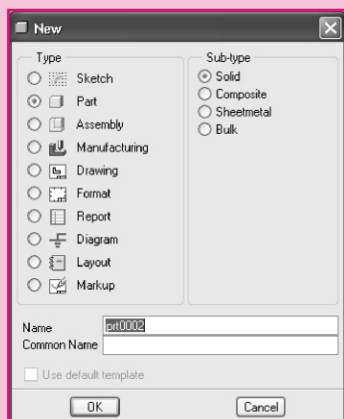 New
Type
Sketch
Part
Assembly
Manufacturing
Drawing
Format
Report
Diagram
Layout
Markup
Sub-type
Solid
Composite
Sheetmetal
Bulk
Name prt0002
Common Name
Use default template
OK Cancel